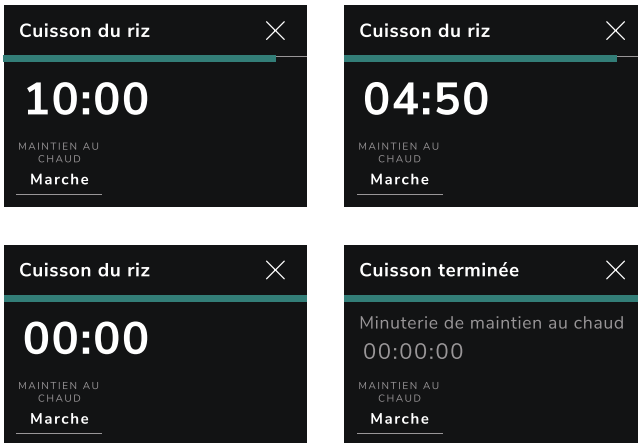 Cuisson du riz
10:00
MAINTIEN AU
CHAUD
Marche
Cuisson du riz
04:50
MAINTIEN AU
CHAUD
Marche
Cuisson du riz
00:00
MAINTIEN AU
CHAUD
Marche
Cuisson terminée
Minuterie de maintien au chaud
00:00:00
MAINTIEN AU
CHAUD
Marche